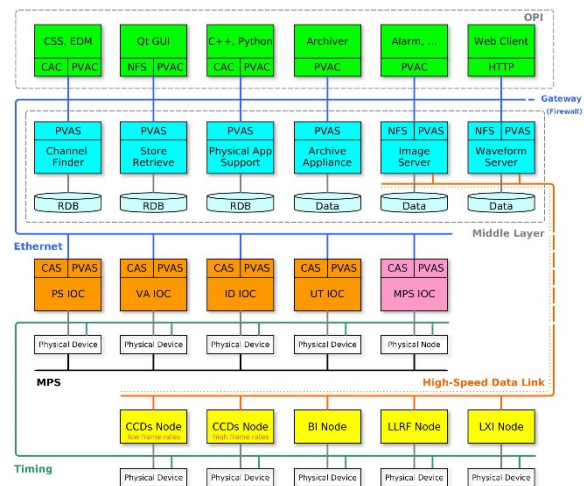 OPI
CSS, EDM
Qt GUI
C++, Python
Archiver
Alarm, ...
Web Client
CAC PVAC
NFS PVAC
CAC PVAC
PVAC
PVAC
HTTP
Gateway
(Firewall)
PVAS
PVAS
PVAS
PVAS
NFS PVAS
NFS PVAS
Channel
Finder
Store
Retrieve
Physical App
Support
Archive
Appliance
Image
Server
Waveform
Server
RDB
RDB
RDB
Data
Data
Data
Middle Layer
Ethernet
CAS PVAS
CAS PVAS
CAS PVAS
CAS PVAS
CAS PVAS
PS IOC
VA IOC
ID IOC
UT IOC
MPS IOC
Physical Device
Physical Device
Physical Device
Physical Device
Physical Node
MPS
High-Speed Data Link
CCDs Node
low frame rates
CCDs Node
high frame rates
BI Node
LLRF Node
LXI Node
Timing
Physical Device
Physical Device
Physical Device
Physical Device
Physical Device